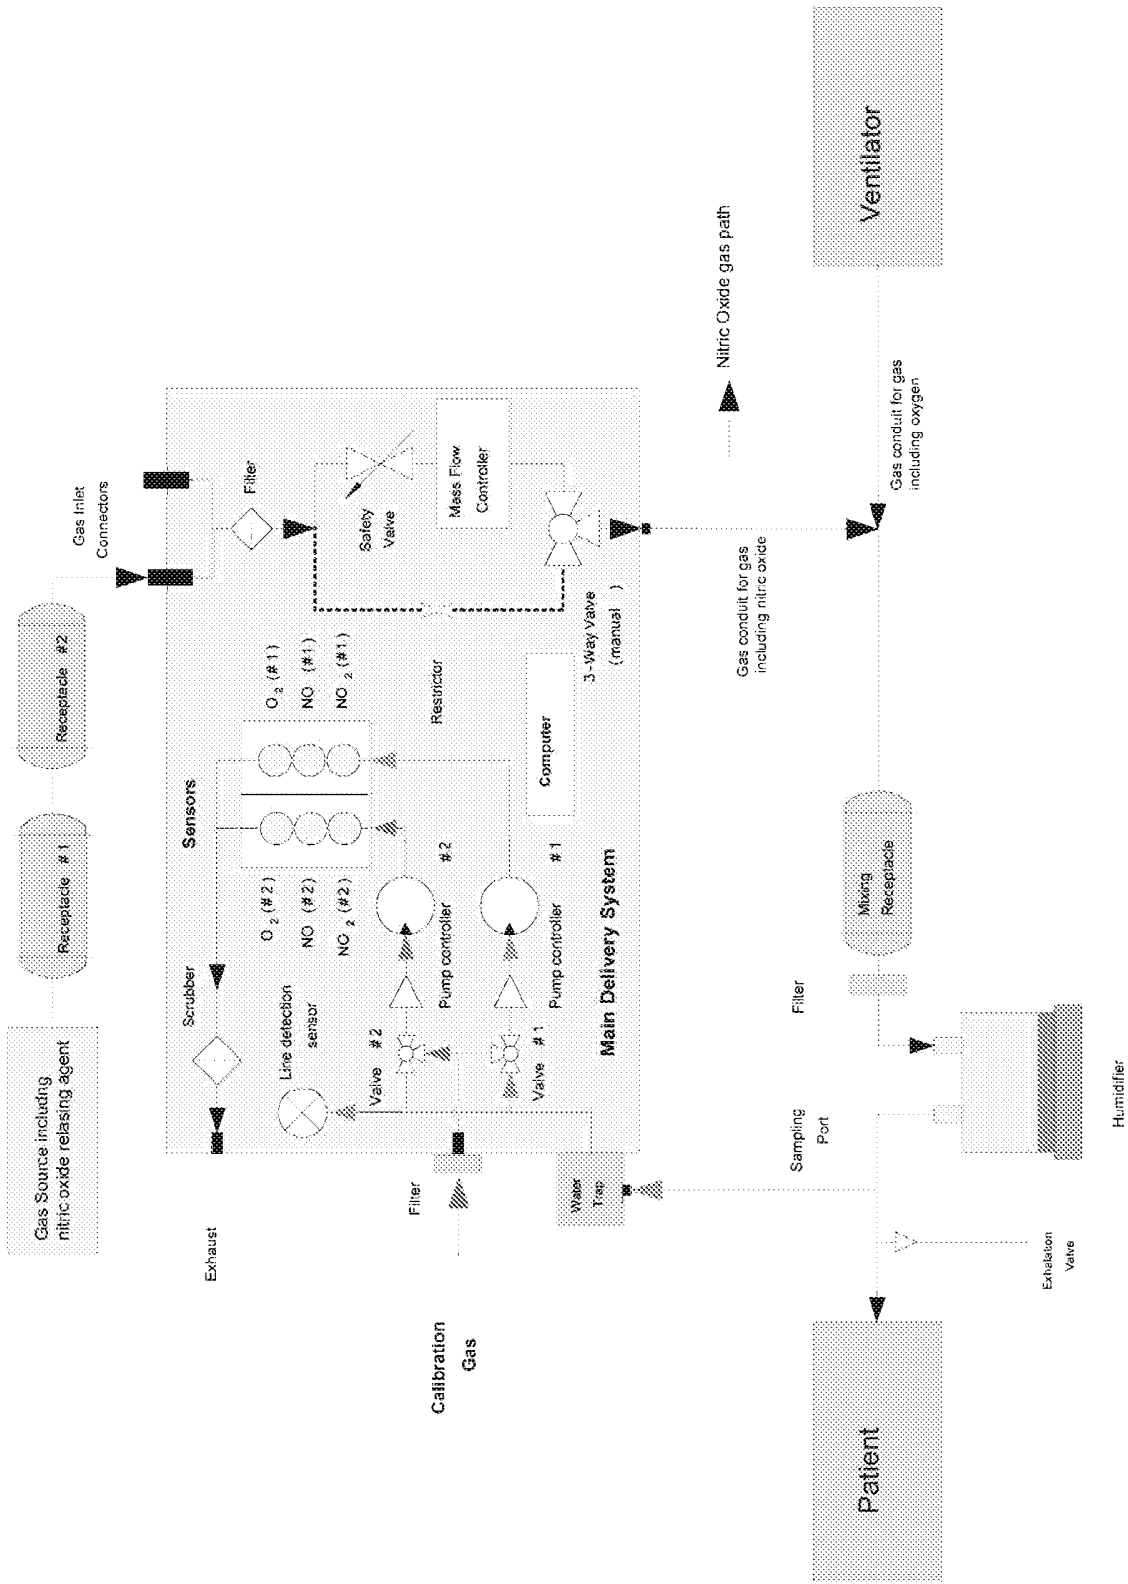 Gas Source including
nitric oxide relasing agent
Receptacle #1
Receptacle #2
Gas Inlet
Connectors
Exhaust
Scrubber
Sensors
Filter
Line detection
sensor
O2 (#2)
NO (#2)
NO2 (#2)
O2 (#1)
NO (#1)
NO2 (#1)
Safety
Valve
Mass Flow
Controller
Calibration
Gas
Filter
Valve #2
Pump controller #2
Restrictor
Valve #1
Pump controller #1
Computer
3-Way Valve
(manual )
Water
Trap
Main Delivery System
Nitric Oxide gas path
Gas conduit for gas
including nitric oxide
Sampling
Port
Filter
Mixing
Receptacle
Gas conduit for gas
including oxygen
Patient
Ventilator
Exhalation
Valve
Humidifier